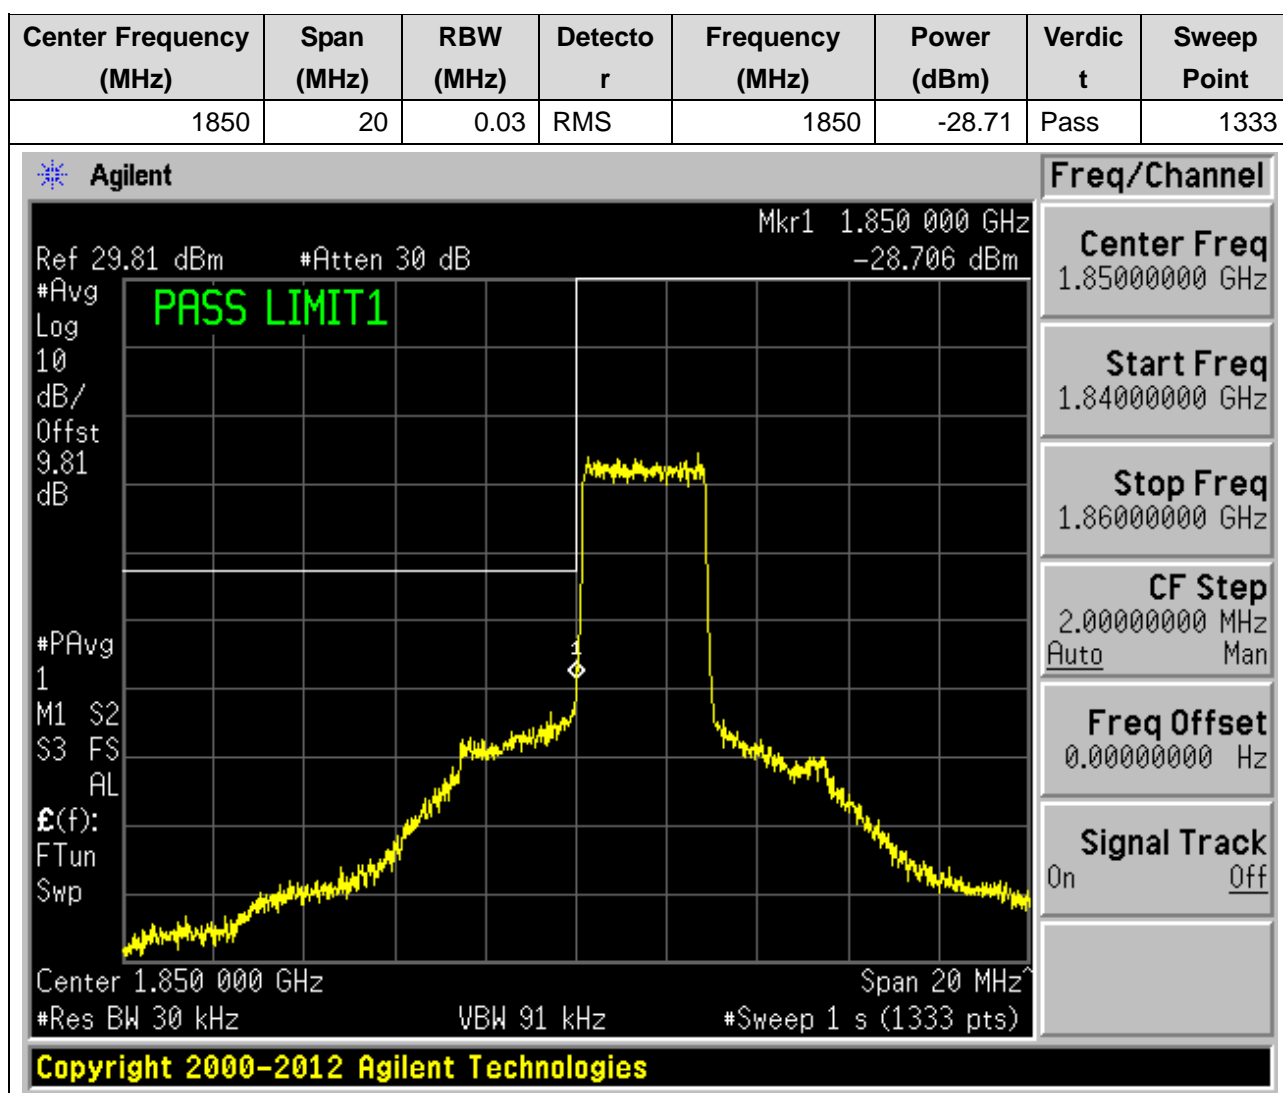 Center Frequency (MHz) Span (MHz) RBW (MHz) Detecto r Frequency (MHz) Power (dBm) Verdic t Sweep Point
1850 20 0.03 RMS 1850 -28.71 Pass 1333
Agilent
Freq/Channel
Mkr1 1.850 000 GHz
Ref 29.81 dBm #Atten 30 dB -28.706 dBm
#Avg
Log
10
dB/
Offst
9.81
dB
PASS LIMIT1
1
#PAvg
1
M1 S2
S3 FS
AL
£(f):
FTun
Swp
Center 1.850 000 GHz Span 20 MHz^
#Res BW 30 kHz VBW 91 kHz #Sweep 1 s (1333 pts)
Center Freq
1.85000000 GHz
Start Freq
1.84000000 GHz
Stop Freq
1.86000000 GHz
CF Step
2.00000000 MHz
Auto Man
Freq Offset
0.00000000 Hz
Signal Track
On Off
Copyright 2000-2012 Agilent Technologies